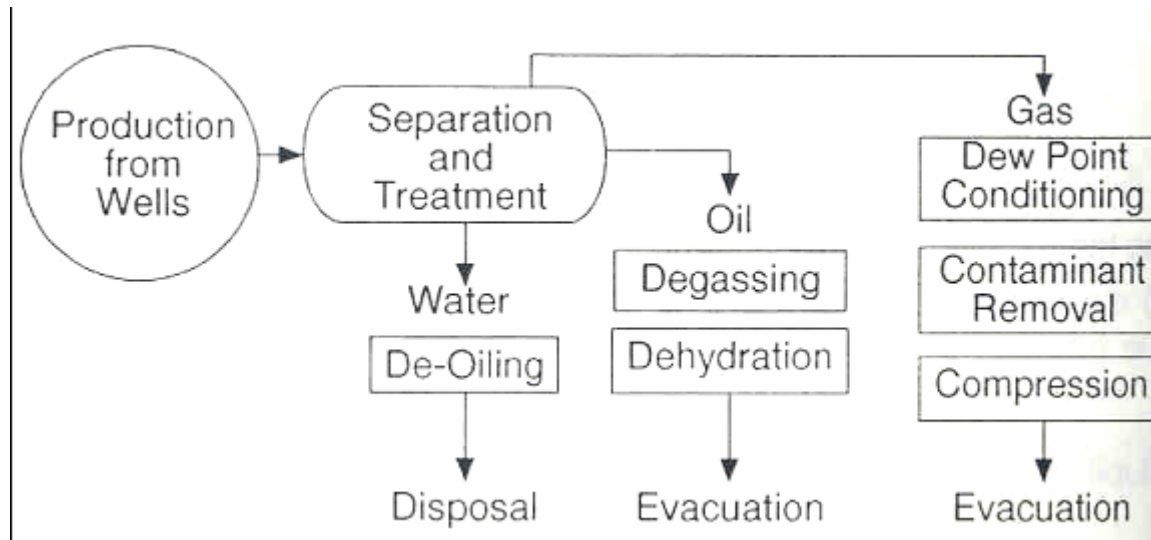 Production
from
Wells
Separation
and
Treatment
Water
De-Oiling
Disposal
Oil
Degassing
Dehydration
Evacuation
Gas
Dew Point
Conditioning
Contaminant
Removal
Compression
Evacuation